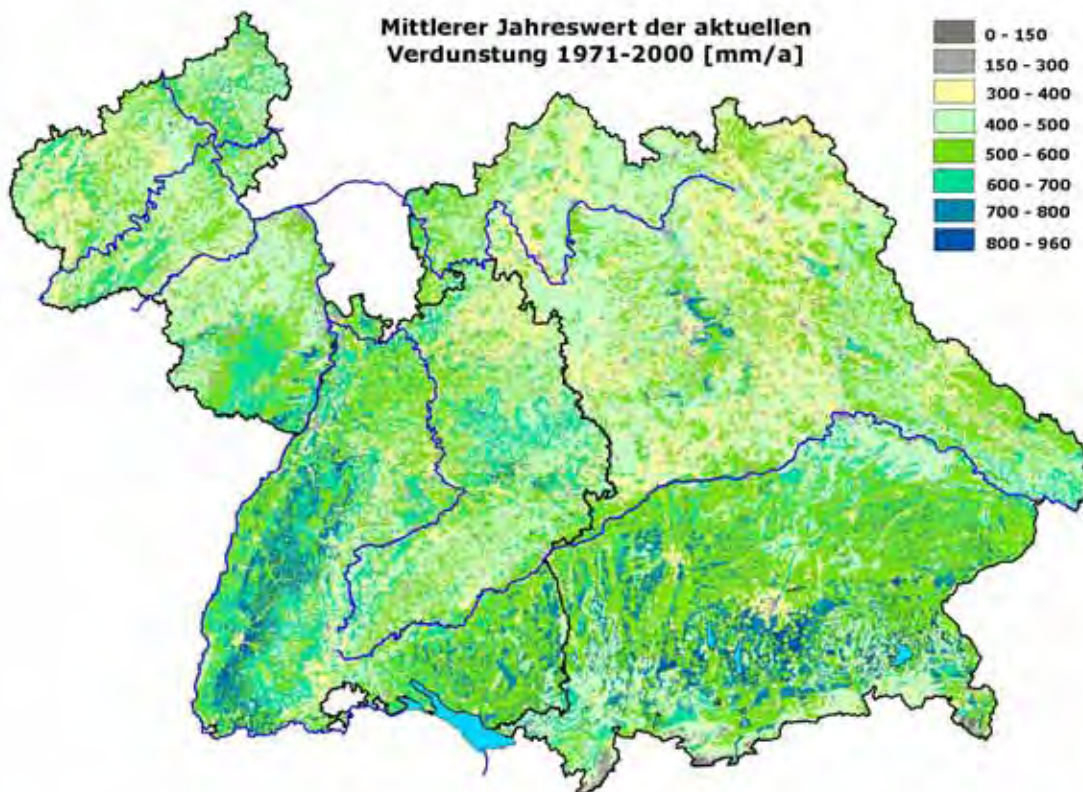 Mittlerer Jahreswert der aktuellen
Verdunstung 1971-2000 [mm/a]
0 - 150
150 - 300
300 - 400
400 - 500
500 - 600
600 - 700
700 - 800
800 - 960